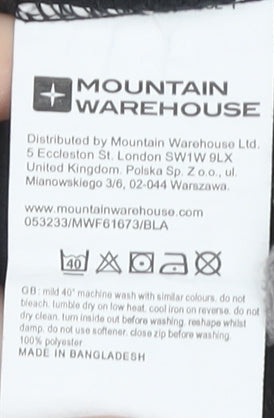 MOUNTAIN
WAREHOUSE
Distributed by Mountain Warehouse Ltd.
5 Eccleston St. London SW1W 9LX
United Kingdom. Polska Sp. Z o.o., ul.
Mianowskiego 3/6, 02-044 Warszawa.
www.mountainwarehouse.com
053233/MWF61673/BLA
40
GB: mild 40° machine wash with similar colours. do not
bleach. tumble dry on low heat. cool iron on reverse. do not
dry clean. turn inside out before washing. reshape whilst
damp. do not use softener. close zip before washing.
100% polyester
MADE IN BANGLADESH